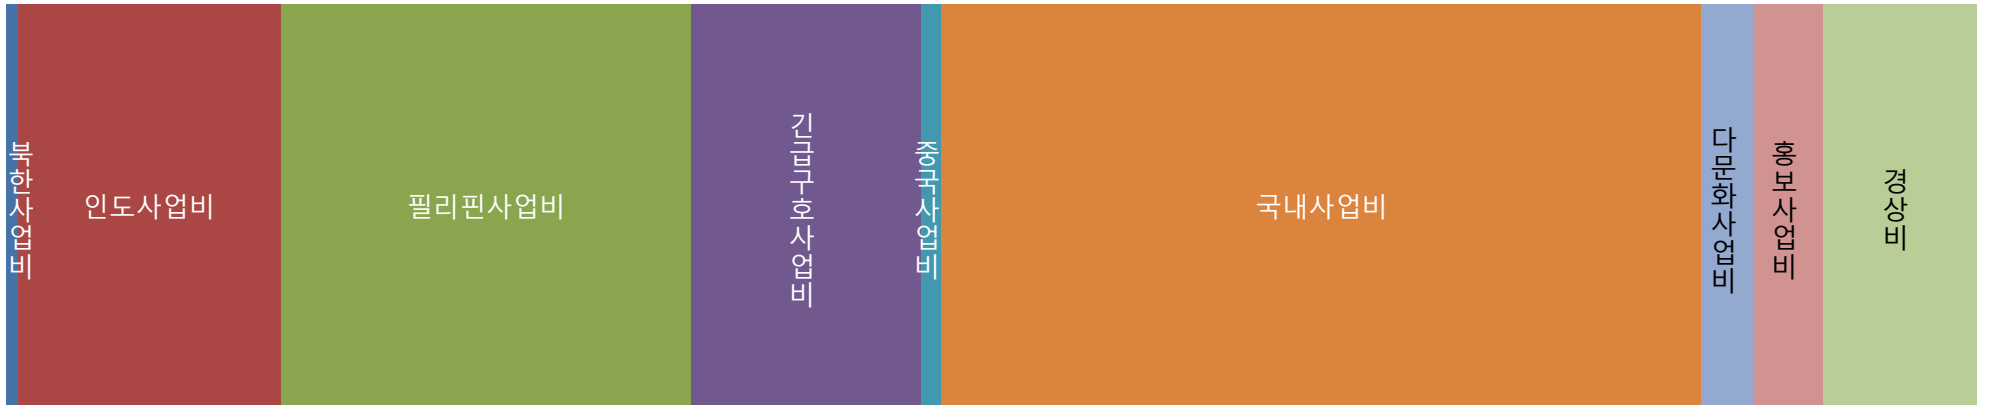 북한사업비
인도사업비
필리핀사업비
긴급구호사업비
중국사업비
국내사업비
다문화사업비
홍보사업비
경상비